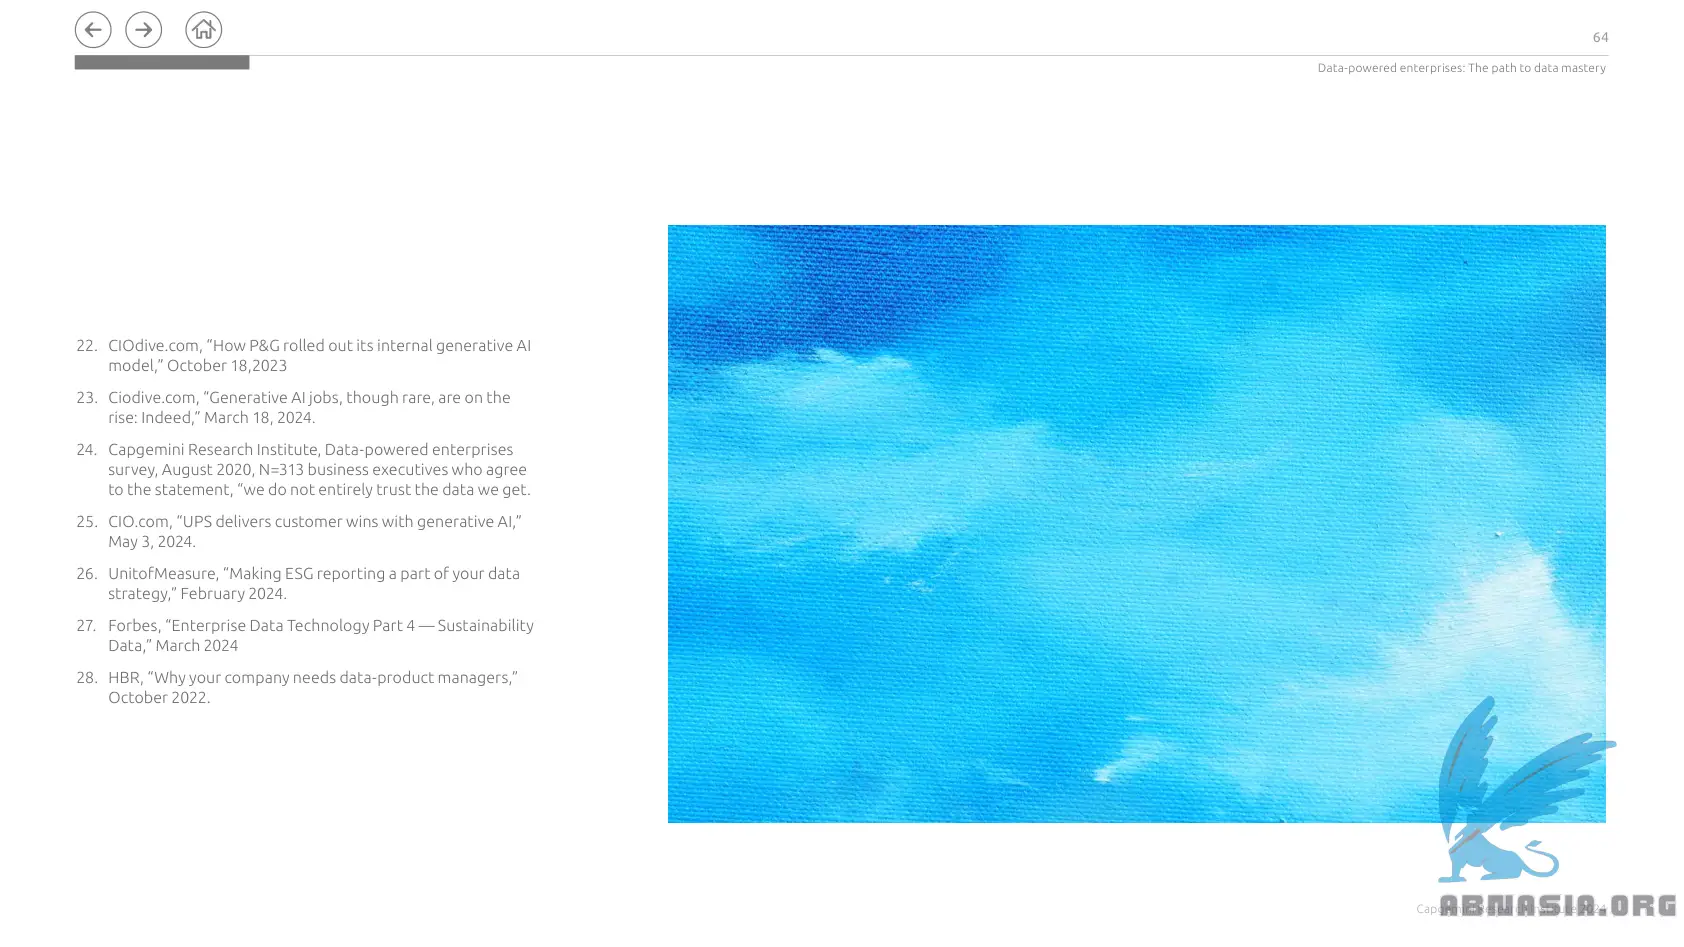 64
Data-powered enterprises: The path to data mastery
22. CIOdive.com, “How P&G rolled out its internal generative AI
model,” October 18,2023
23. Ciodive.com, “Generative AI jobs, though rare, are on the
rise: Indeed,” March 18, 2024.
24. Capgemini Research Institute, Data-powered enterprises
survey, August 2020, N=313 business executives who agree
to the statement, “we do not entirely trust the data we get.
25. CIO.com, “UPS delivers customer wins with generative AI,”
May 3, 2024.
26. UnitofMeasure, “Making ESG reporting a part of your data
strategy,” February 2024.
27. Forbes, “Enterprise Data Technology Part 4 — Sustainability
Data,” March 2024
28. HBR, “Why your company needs data-product managers,”
October 2022.
Capgemini Research Institute 2024
ARNASIA.ORG